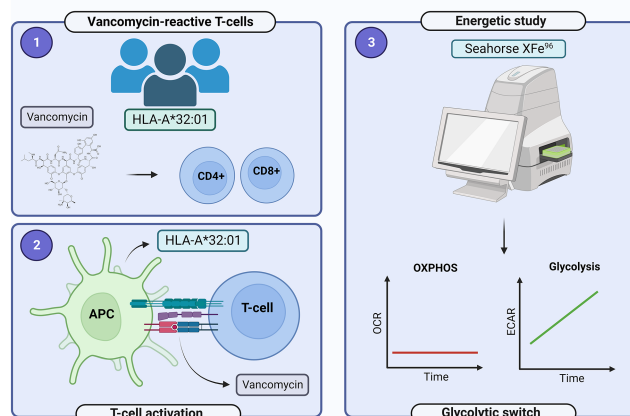 Vancomycin-reactive T-cells
1
HLA-A*32:01
Vancomycin
CD4+
CD8+
2
HLA-A*32:01
APC
T-cell
Vancomycin
T-cell activation
Energetic study
3
Seahorse XFe96
OXPHOS
OCR
Time
Glycolysis
ECAR
Time
Glycolytic switch